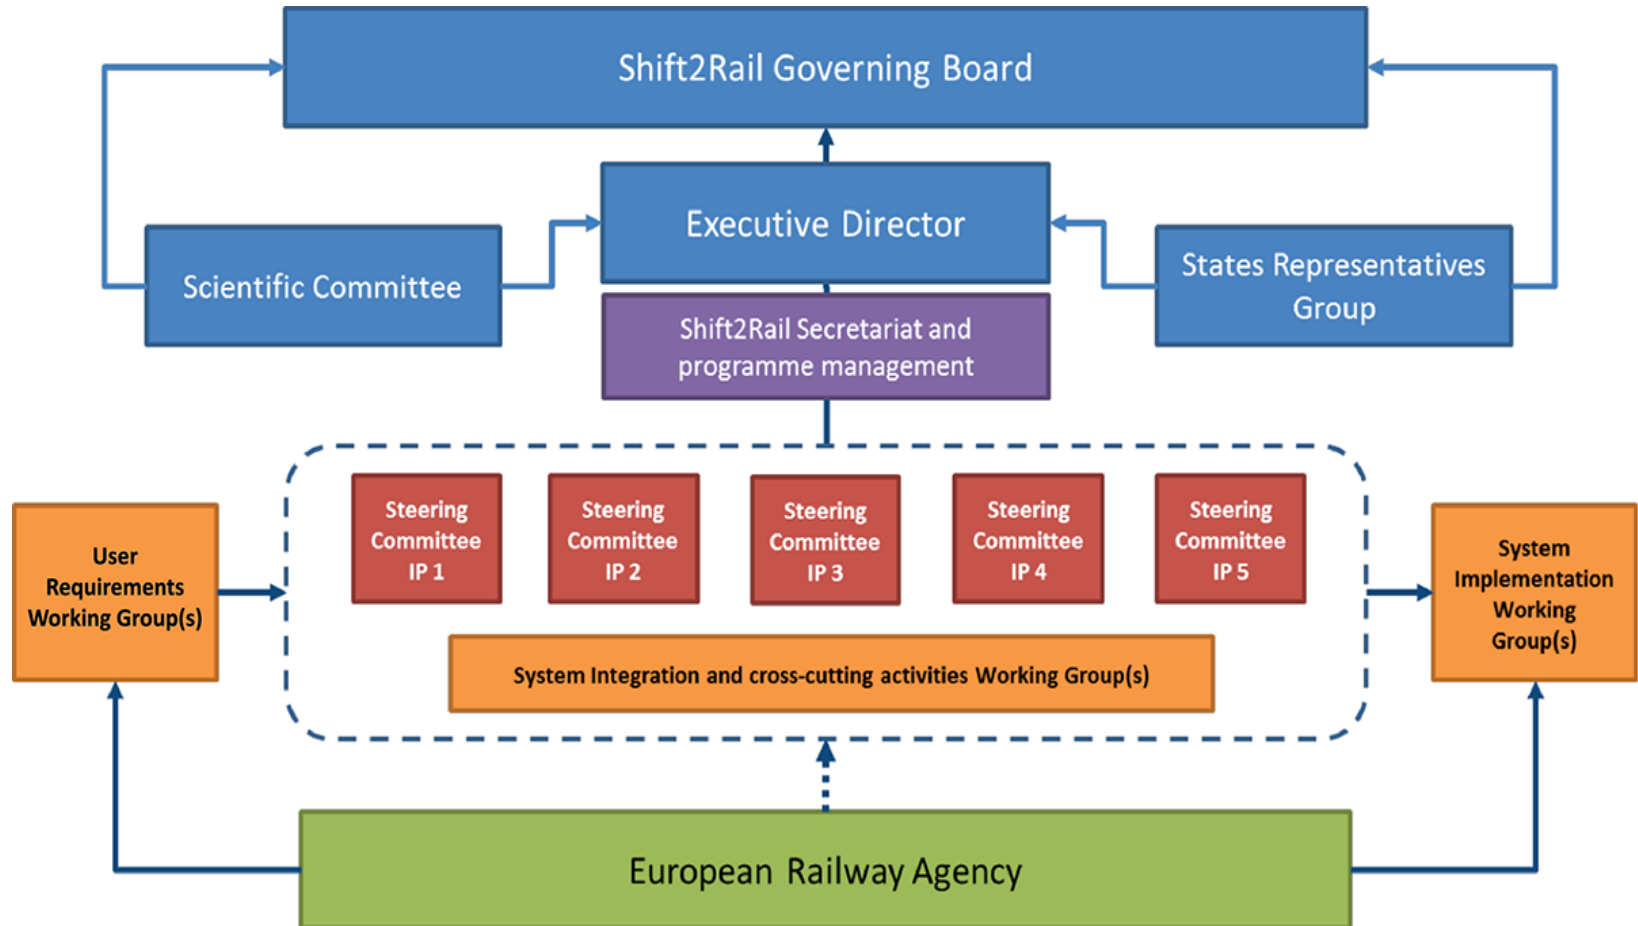 Shift2Rail Governing Board
Executive Director
Scientific Committee
States Representatives
Group
Shift2Rail Secretariat and
programme management
Steering
Committee
IP 1
Steering
Committee
IP 2
Steering
Committee
IP 3
Steering
Committee
IP 4
Steering
Committee
IP 5
User
Requirements
Working Group(s)
System
Implementation
Working
Group(s)
System Integration and cross-cutting activities Working Group(s)
European Railway Agency